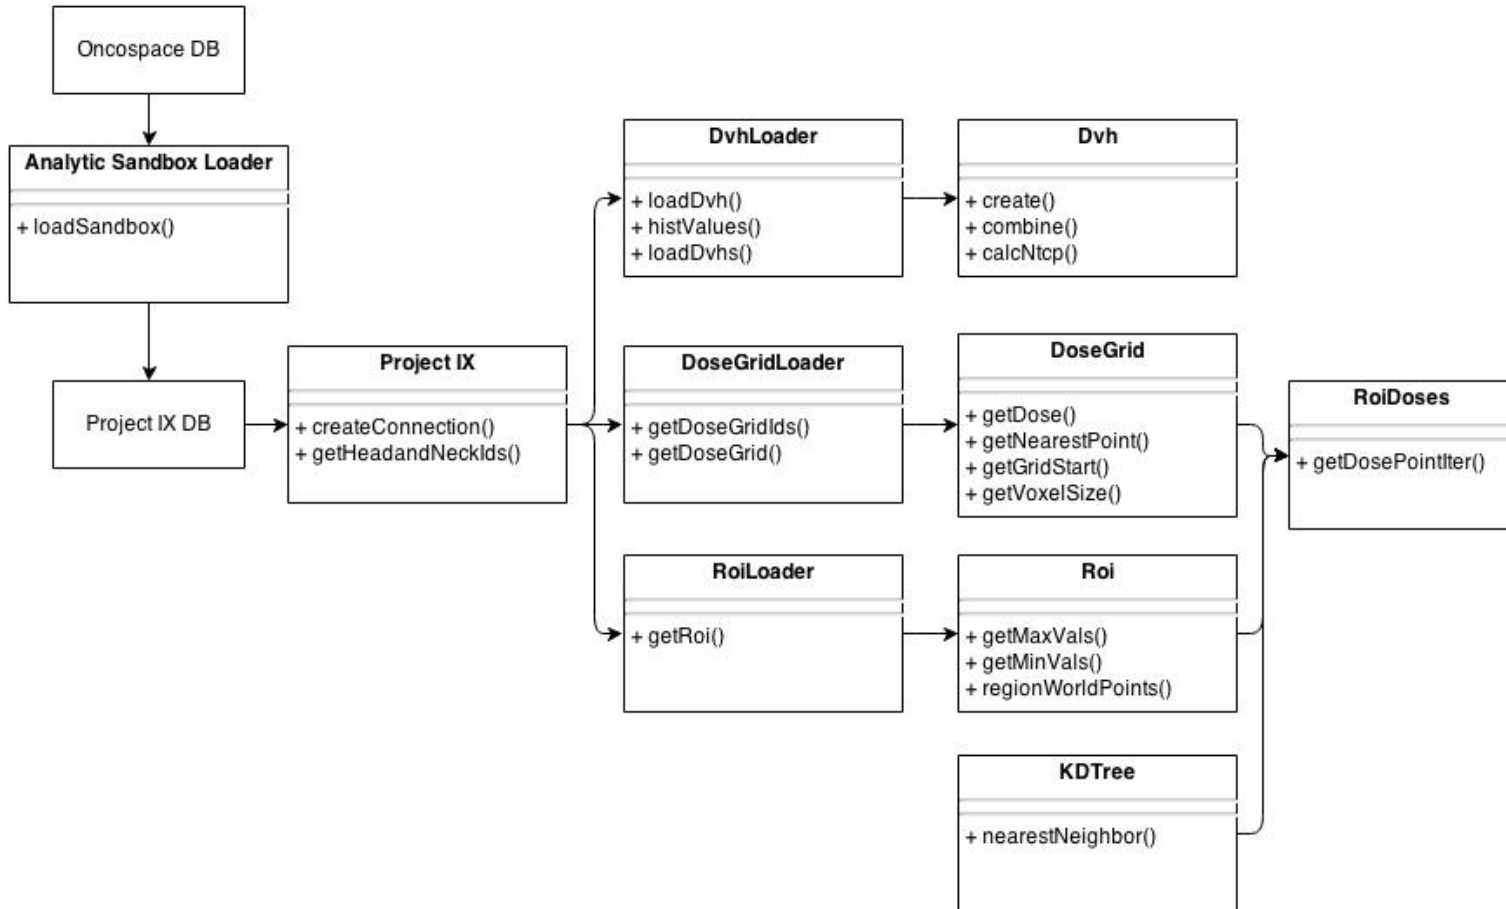 Oncospace DB
Analytic Sandbox Loader
+ loadSandbox()
Project IX DB
Project IX
+ createConnection()
+ getHeadandNeckIds()
DvhLoader
+ loadDvh()
+ histValues()
+ loadDvhs()
Dvh
+ create()
+ combine()
+ calcNtcp()
DoseGridLoader
+ getDoseGridIds()
+ getDoseGrid()
DoseGrid
+ getDose()
+ getNearestPoint()
+ getGridStart()
+ getVoxelSize()
RoiDoses
+ getDosePointIter()
RoiLoader
+ getRoi()
Roi
+ getMaxVals()
+ getMinVals()
+ regionWorldPoints()
KDTree
+ nearestNeighbor()